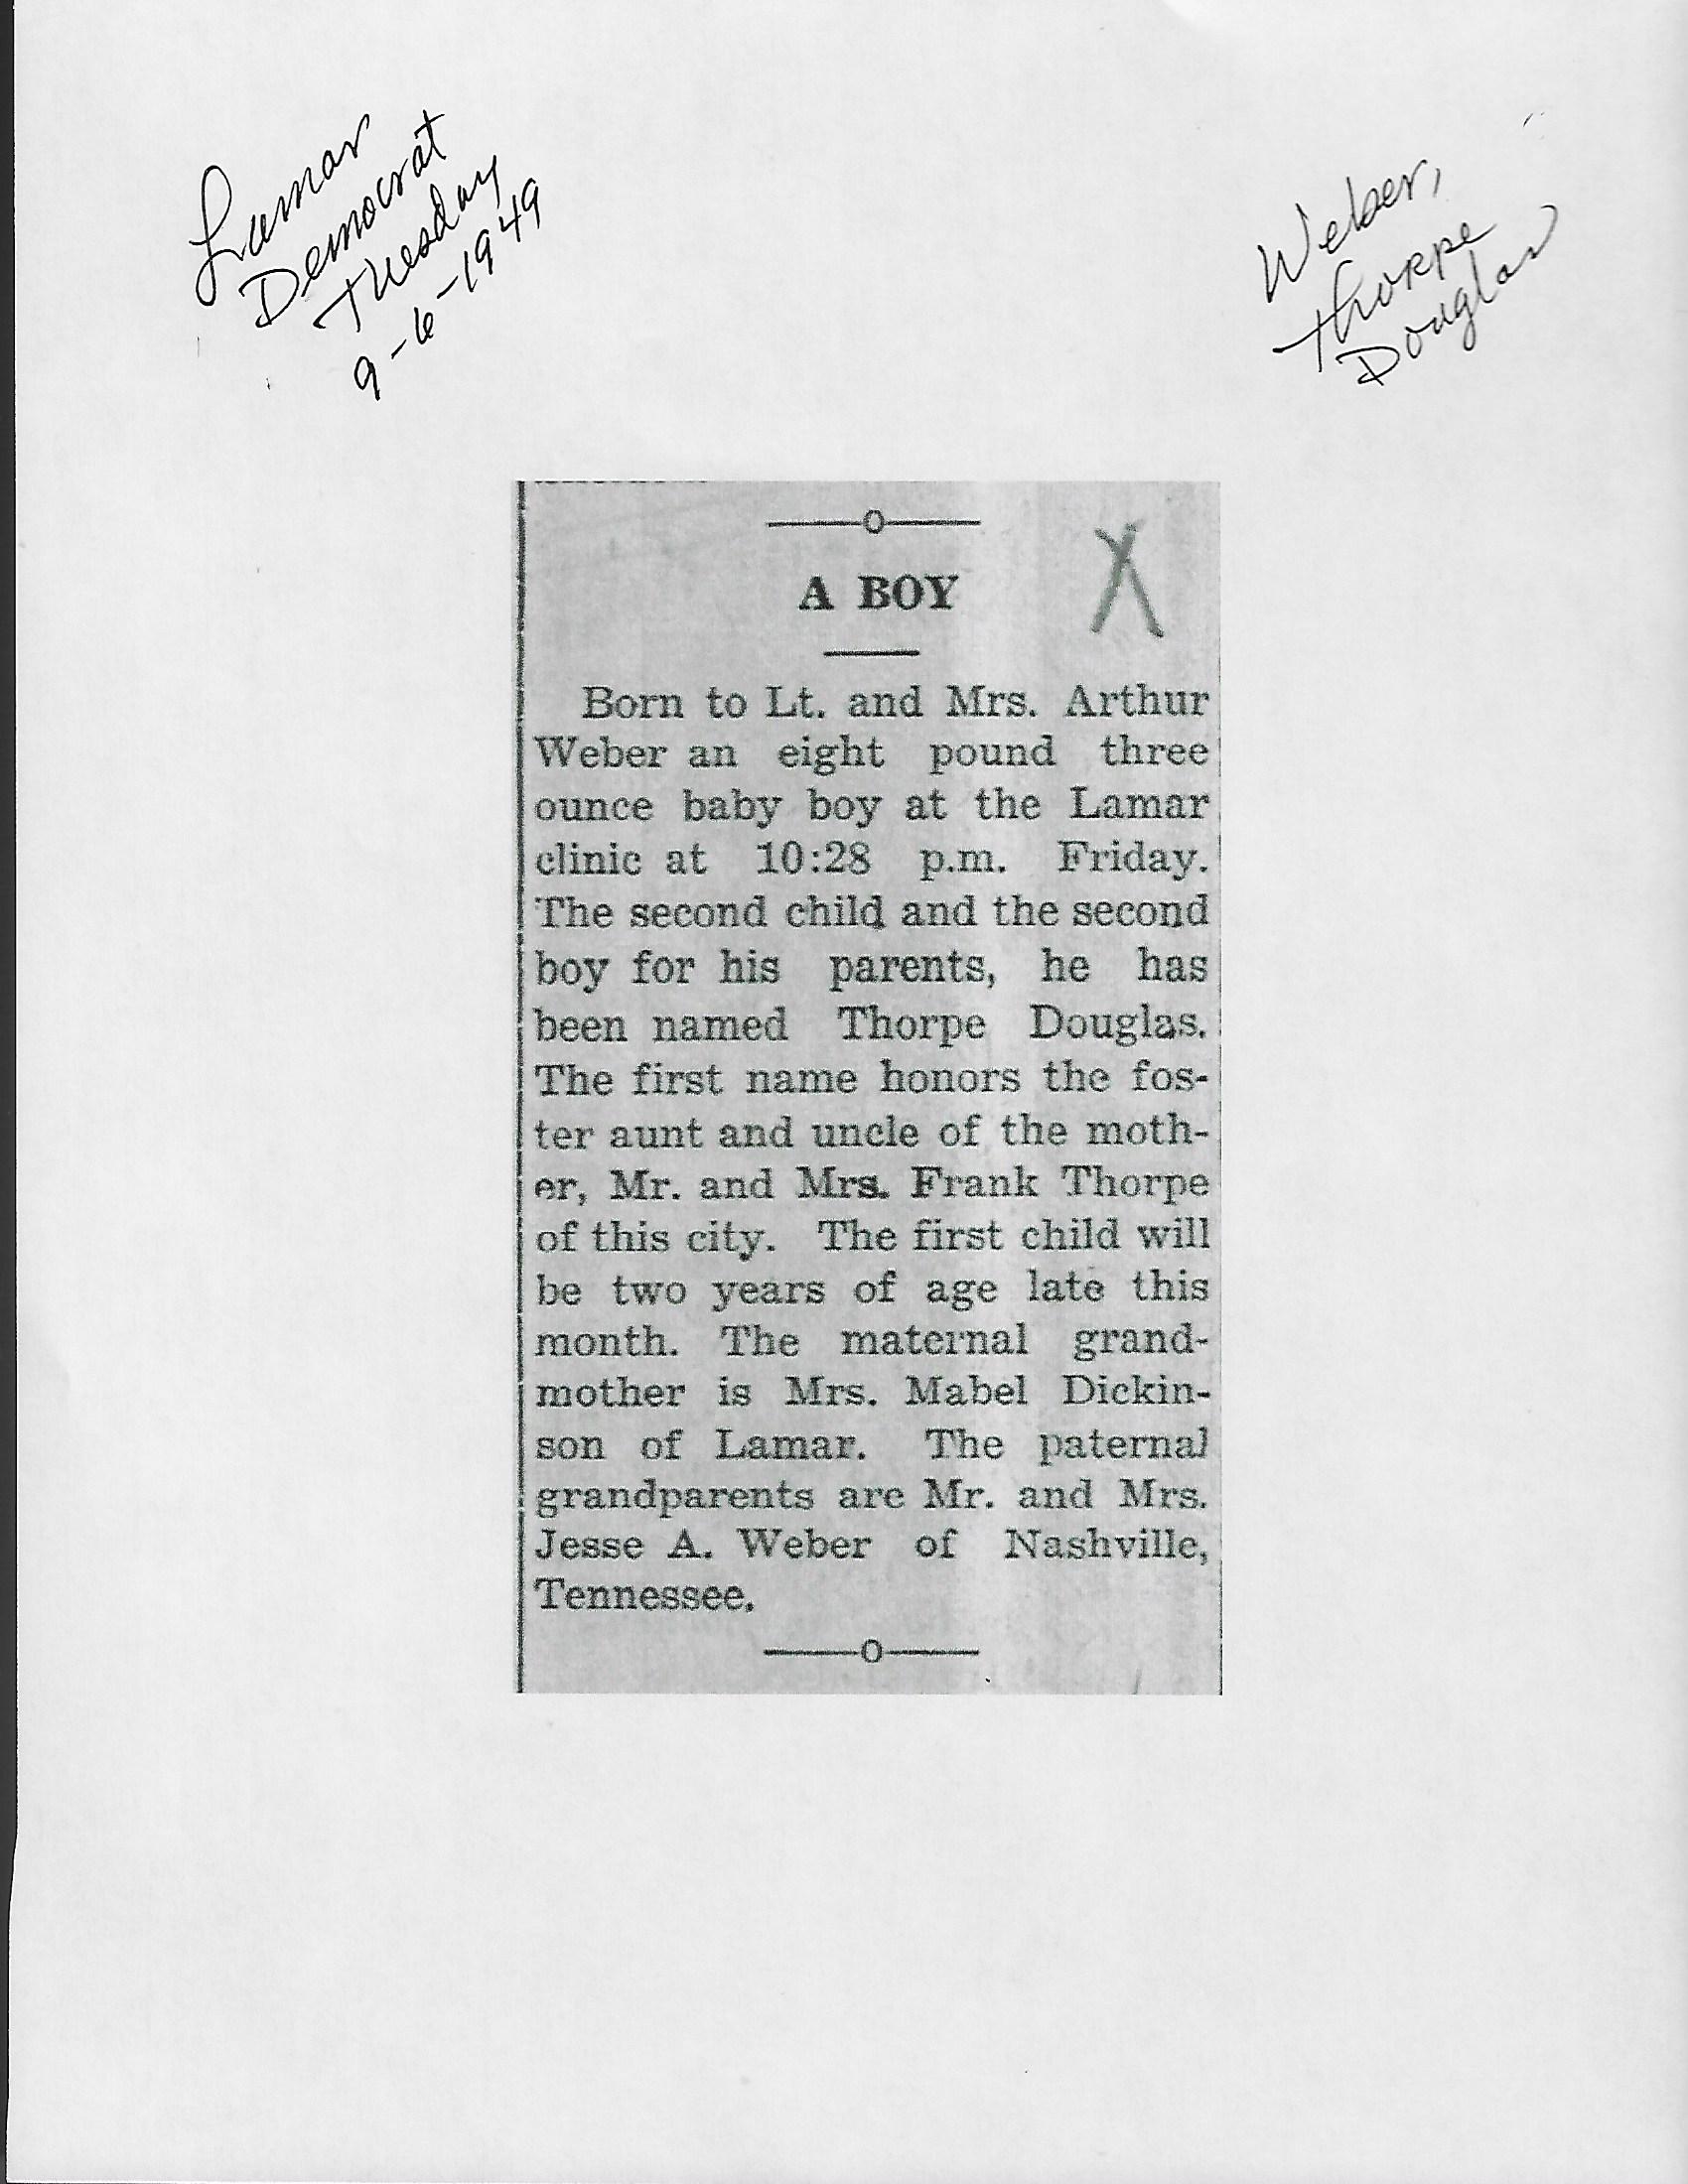 Lamar
Democrat
Tuesday
9-6-1949
Weber,
Thorpe
Douglas
A BOY
X
Born to Lt. and Mrs. Arthur
Weber an eight pound three
ounce baby boy at the Lamar
clinic at 10:28 p.m. Friday.
The second child and the second
boy for his parents, he has
been named Thorpe Douglas.
The first name honors the fos-
ter aunt and uncle of the moth-
er, Mr. and Mrs. Frank Thorpe
of this city. The first child will
be two years of age late this
month. The maternal grand-
mother is Mrs. Mabel Dickin-
son of Lamar. The paternal
grandparents are Mr. and Mrs.
Jesse A. Weber of Nashville,
Tennessee.